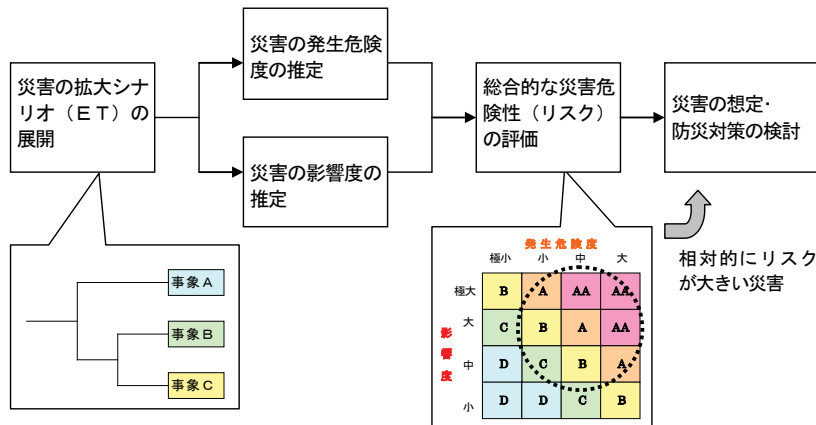 災害の拡大シナ
リオ（ＥＴ）の
展開
災害の発生危険
度の推定
災害の影響度の
推定
総合的な災害危
険性（リスク）
の評価
災害の想定・
防災対策の検討
相対的にリスク
が大きい災害
事象A
事象B
事象C
発生危険度
極小 小 中 大
影響度
極大 B A AA AA
大 C B A AA
中 D C B A
小 D D C B